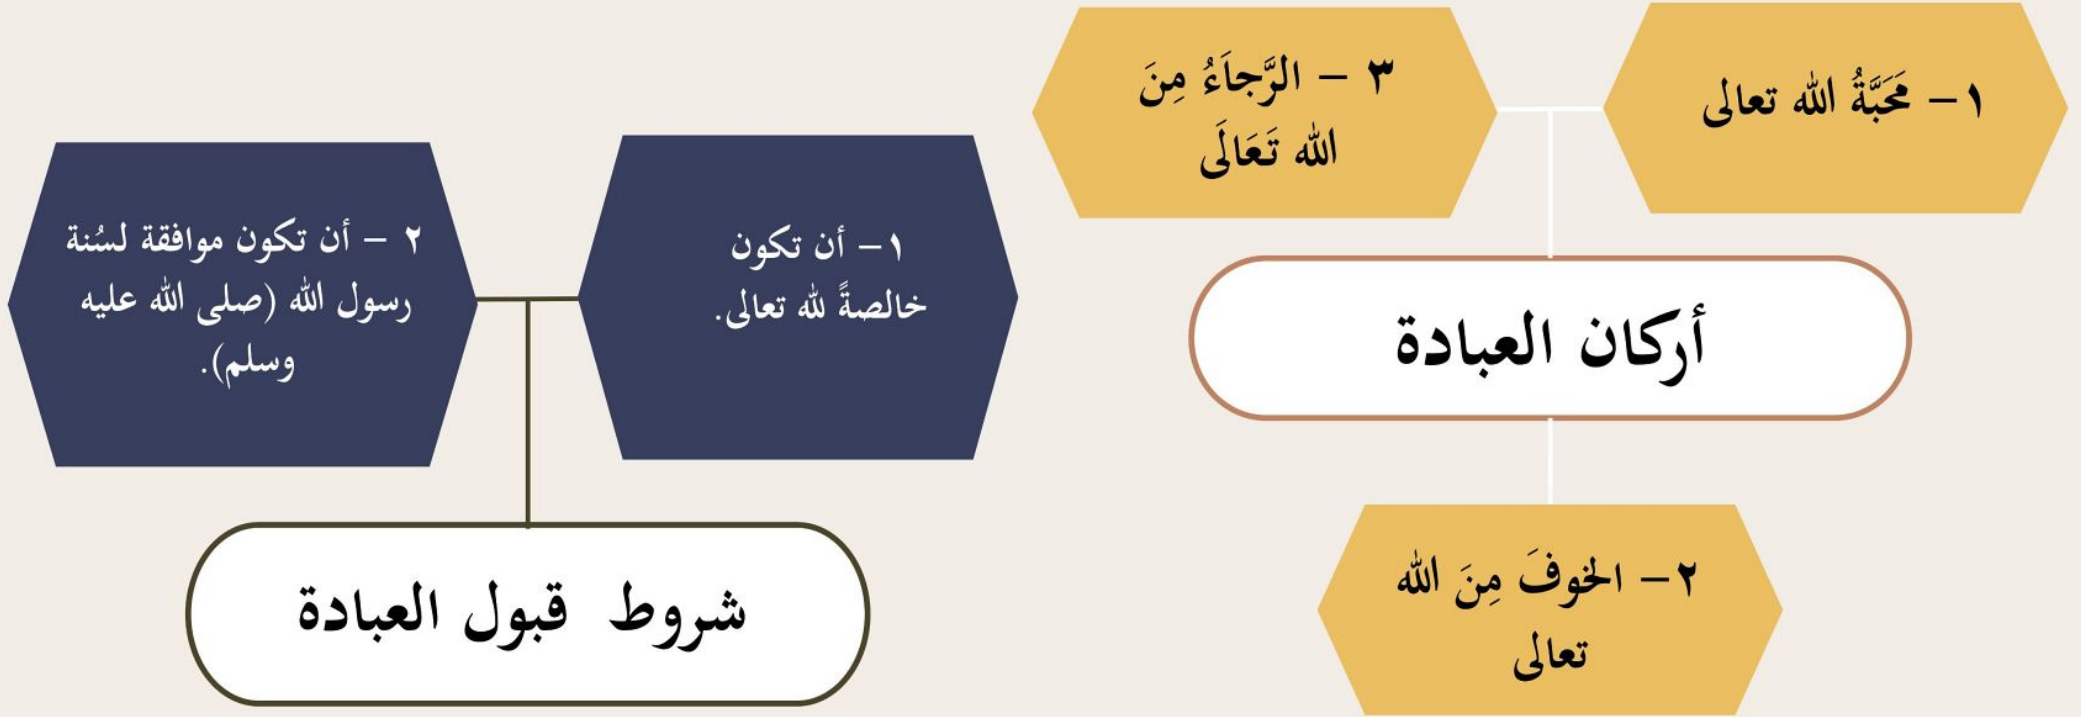 أركان العبادة
١- مَحَبَّةُ الله تعالى
٢- الخوفَ مِنَ الله
تعالى
٣ - الرَّجاَءُ مِنَ
الله تَعَالَى
شروط قبول العبادة
١- أن تكون
خالصةً لله تعالى.
٢ - أن تكون موافقة لسُنة
رسول الله (صلى الله عليه
وسلم).